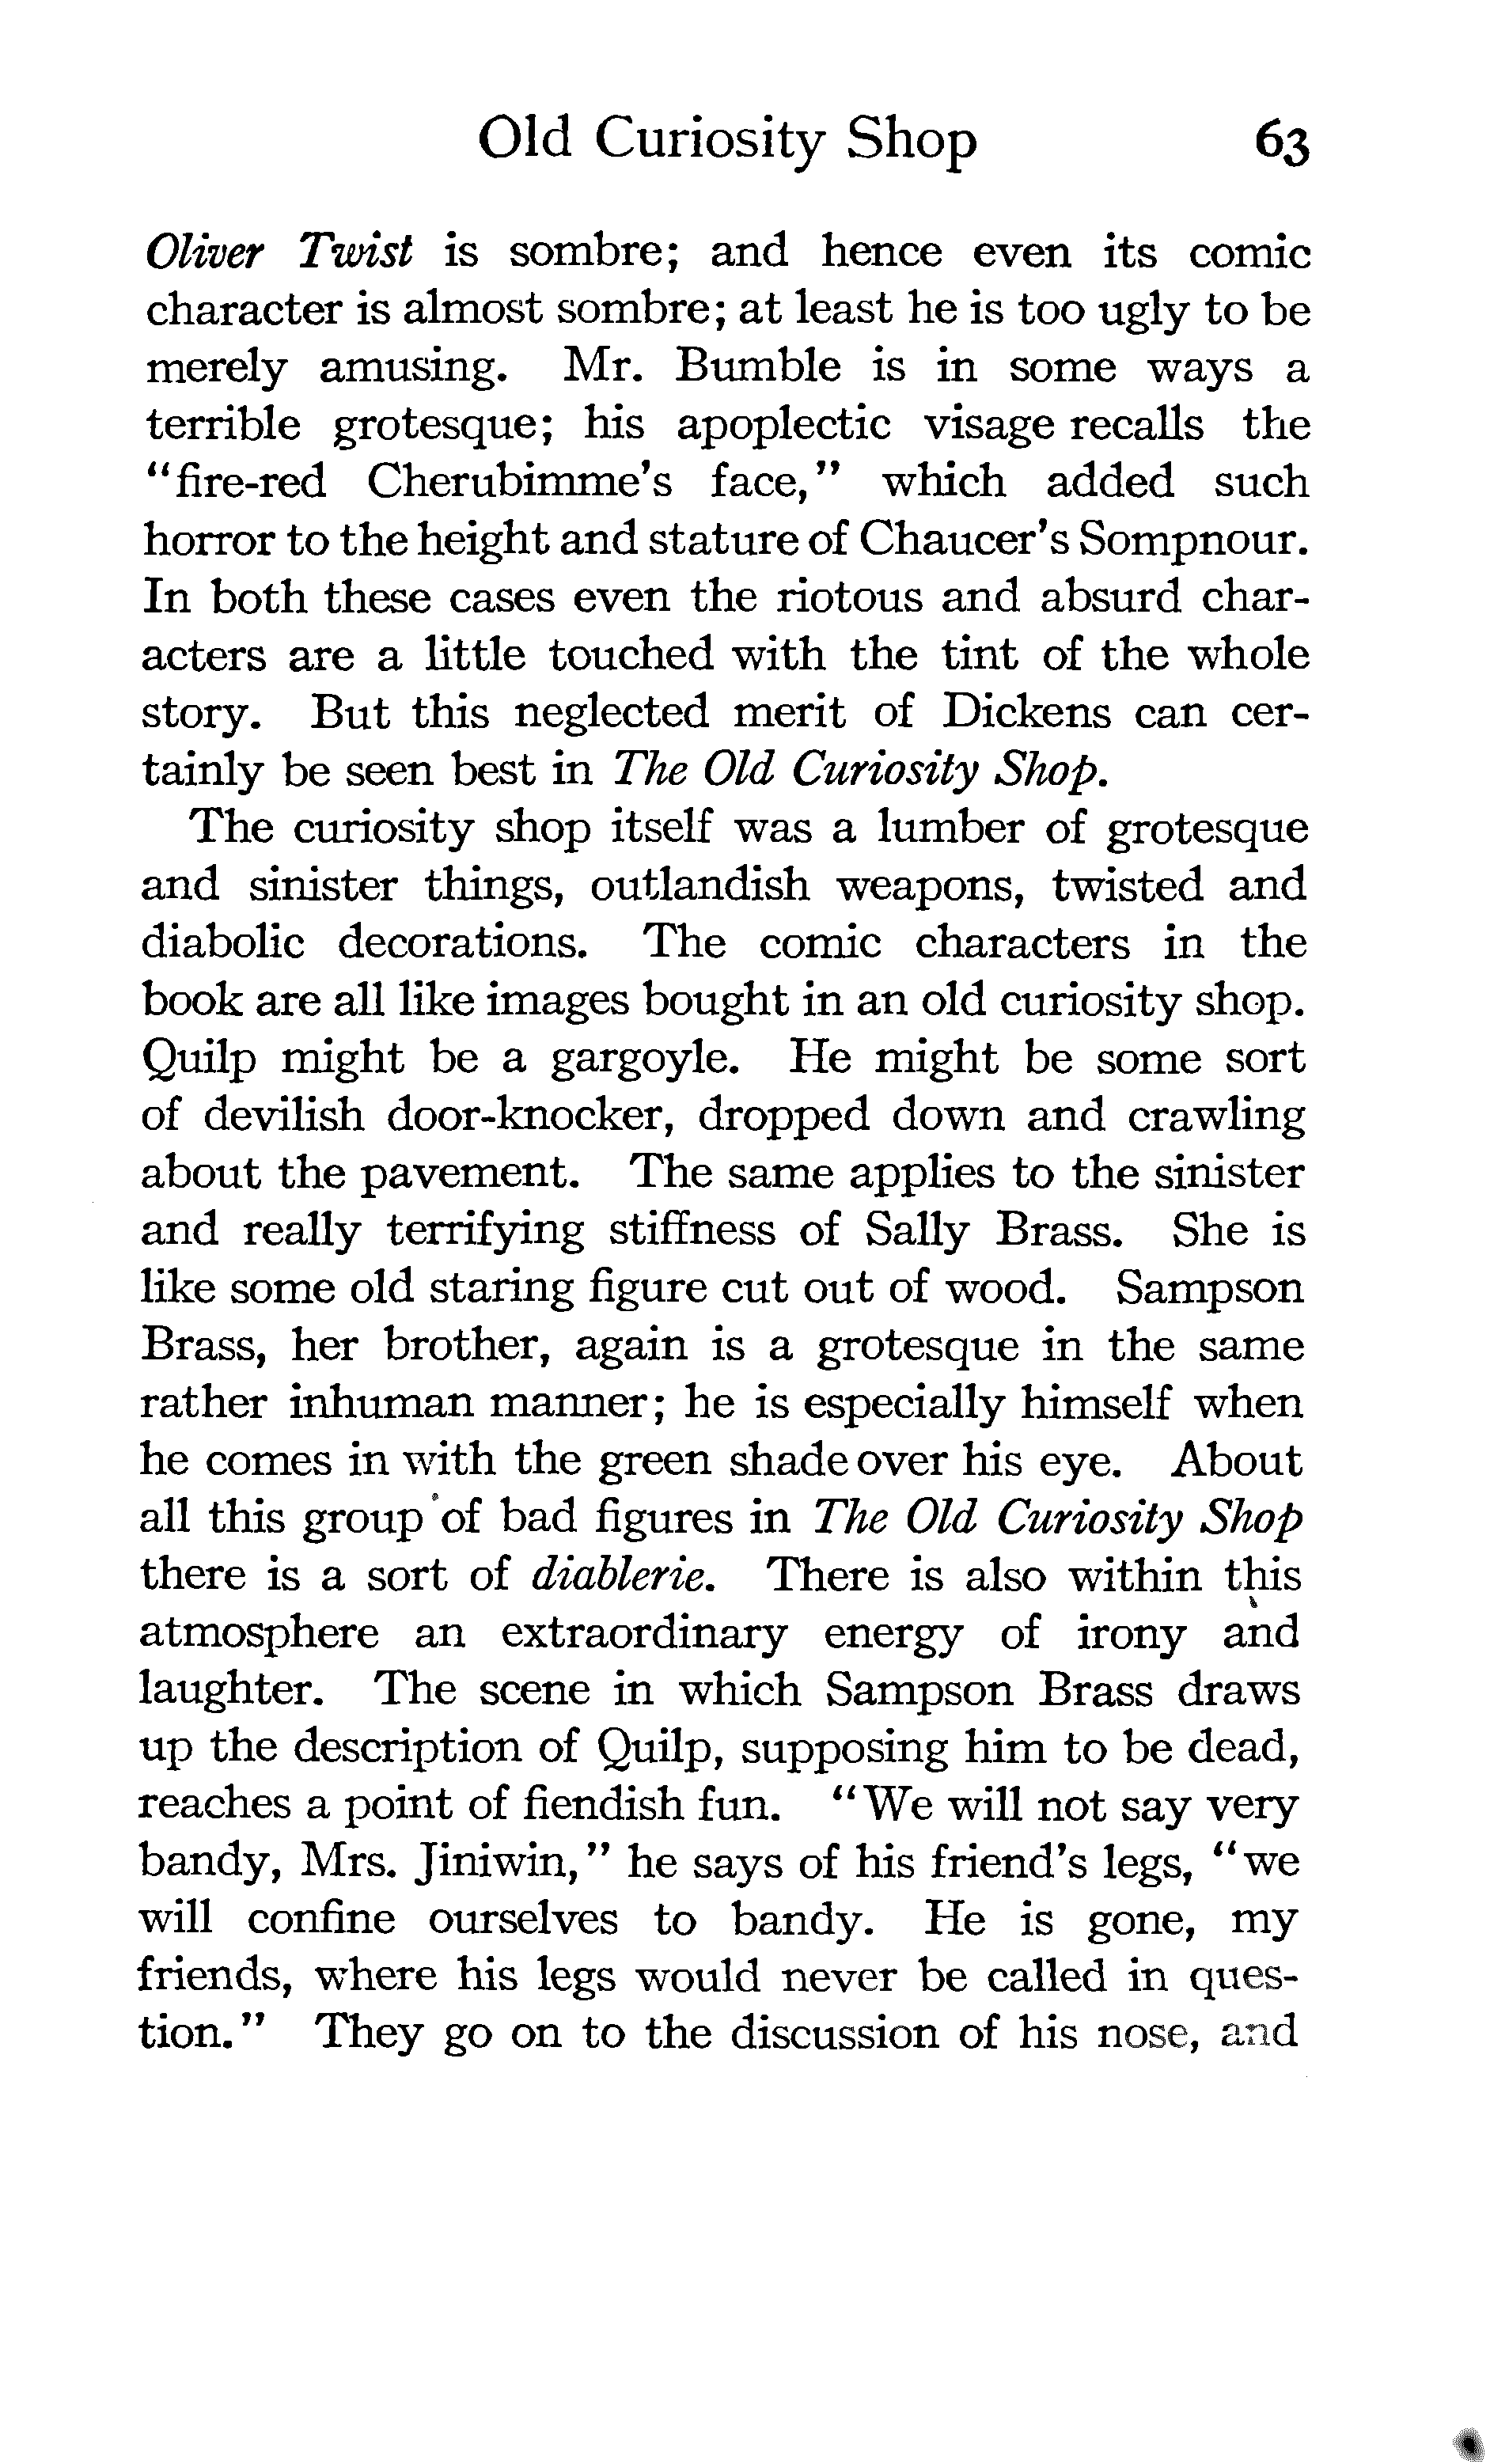 Old Curiosity Shop 63
Oliver Twist is sombre; and hence even its comic
character is almost sombre; at least he is too ugly to be
merely amusing. Mr. Bumble is in some ways a
terrible grotesque; his apoplectic visage recalls the
"fire-red Cherubimme's face," which added such
horror to the height and stature of Chaucer's Sompnour.
In both these cases even the riotous and absurd char-
acters are a little touched with the tint of the whole
story. But this neglected merit of Dickens can cer-
tainly be seen best in The Old Curiosity Shop.
The curiosity shop itself was a lumber of grotesque
and sinister things, outlandish weapons, twisted and
diabolic decorations. The comic characters in the
book are all like images bought in an old curiosity shop.
Quilp might be a gargoyle. He might be some sort
of devilish door-knocker, dropped down and crawling
about the pavement. The same applies to the sinister
and really terrifying stiffness of Sally Brass. She is
like some old staring figure cut out of wood. Sampson
Brass, her brother, again is a grotesque in the same
rather inhuman manner; he is especially himself when
he comes in with the green shade over his eye. About
all this group of bad figures in The Old Curiosity Shop
there is a sort of diablerie. There is also within this
atmosphere an extraordinary energy of irony and
laughter. The scene in which Sampson Brass draws
up the description of Quilp, supposing him to be dead,
reaches a point of fiendish fun. "We will not say very
bandy, Mrs. Jiniwin," he says of his friend's legs, "we
will confine ourselves to bandy. He is gone, my
friends, where his legs would never be called in ques-
tion." They go on to the discussion of his nose, and